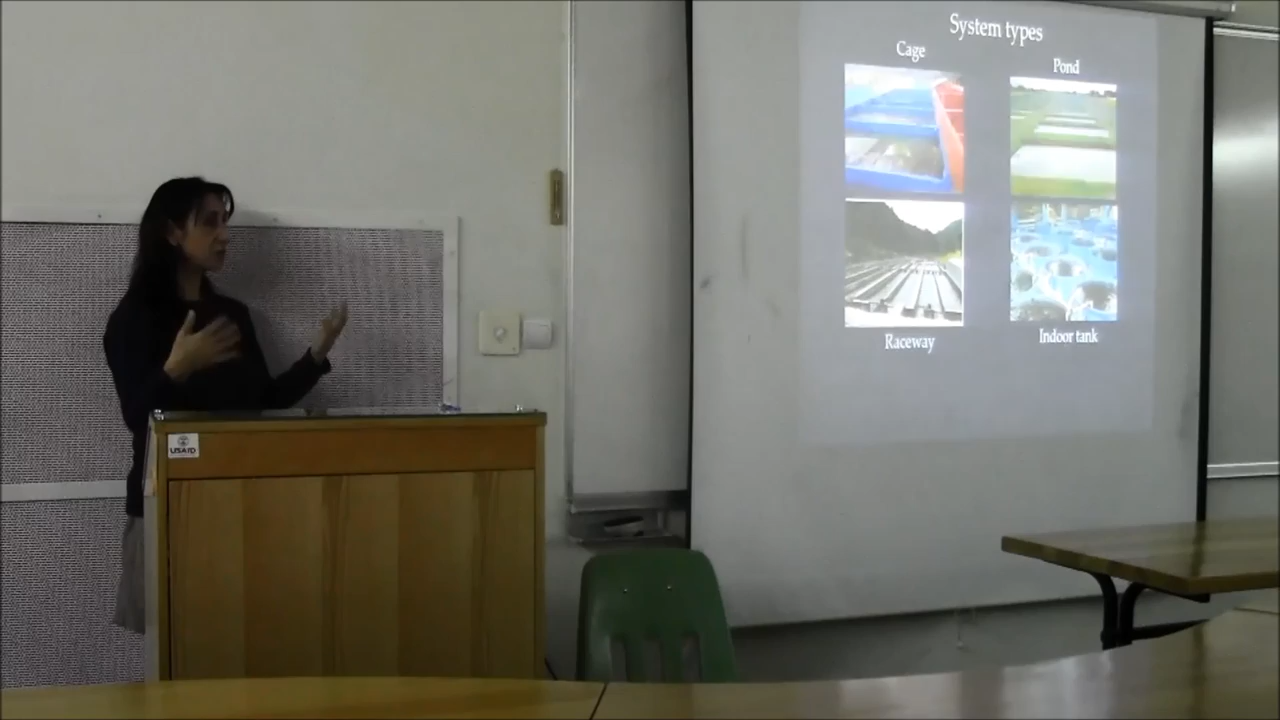 System types
Cage
Pond
Raceway
Indoor tank
USAID